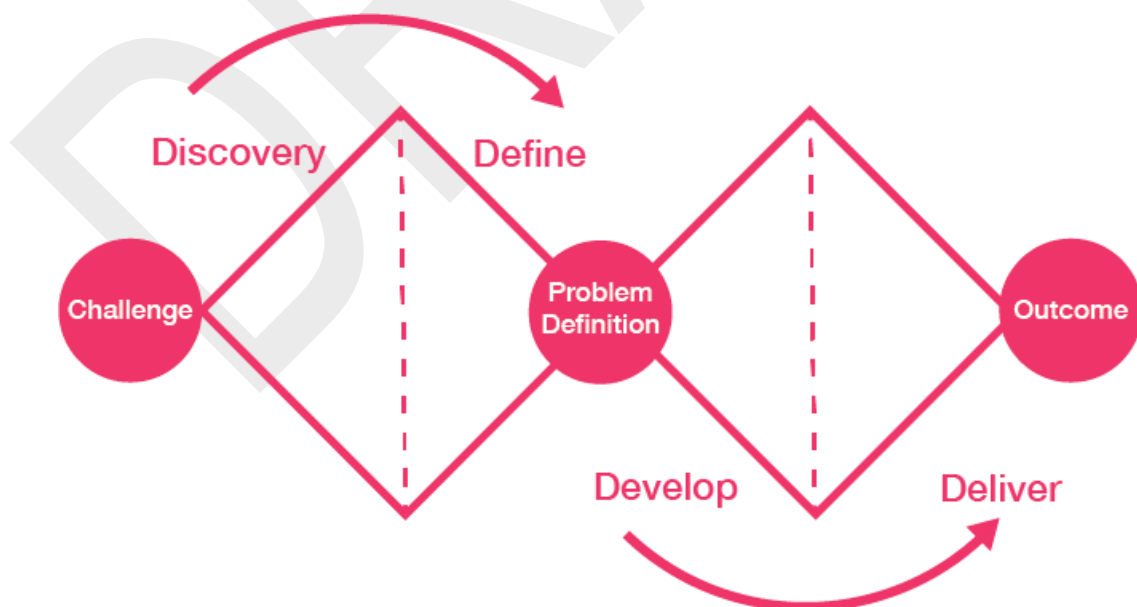 Discovery
Define
Challenge
Problem
Definition
Outcome
Develop
Deliver